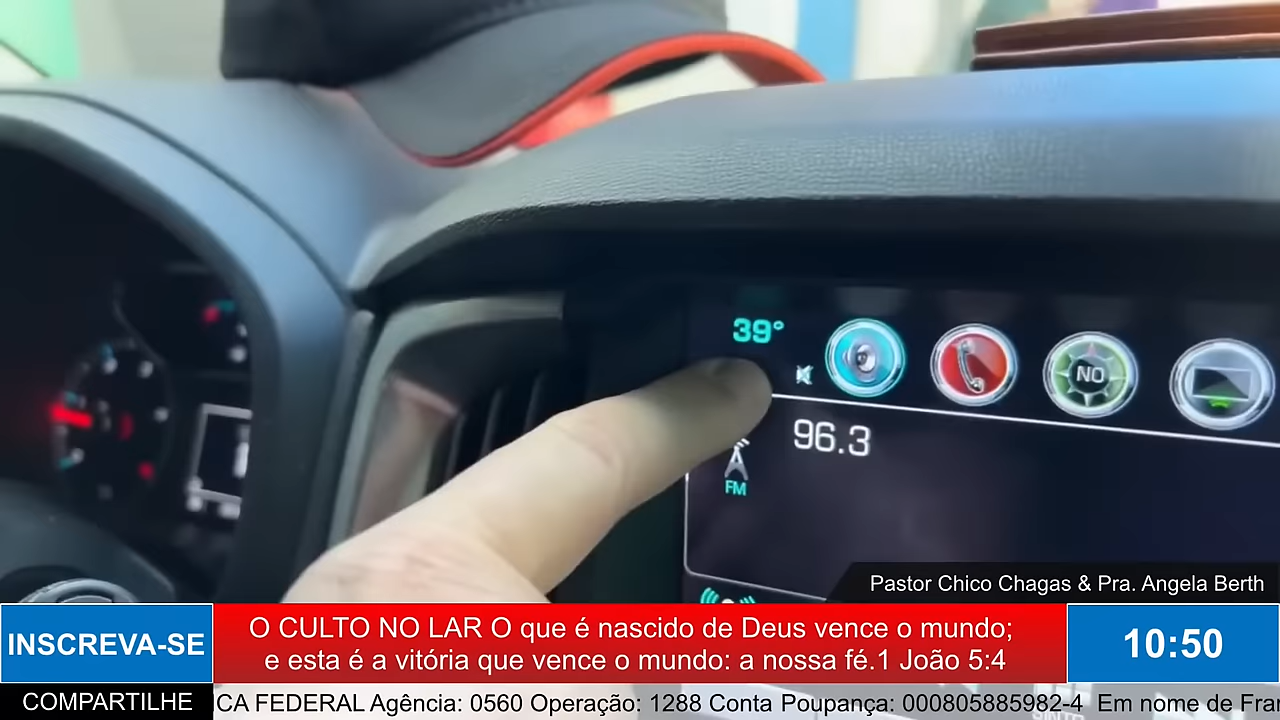 39°
NO
96.3
FM
Pastor Chico Chagas & Pra. Angela Berth
INSCREVA-SE
O CULTO NO LAR O que é nascido de Deus vence o mundo;
e esta é a vitória que vence o mundo: a nossa fé.1 João 5:4
10:50
COMPARTILHE
CA FEDERAL Agência: 0560 Operação: 1288 Conta Poupança: 000805885982-4 Em nome de Fra